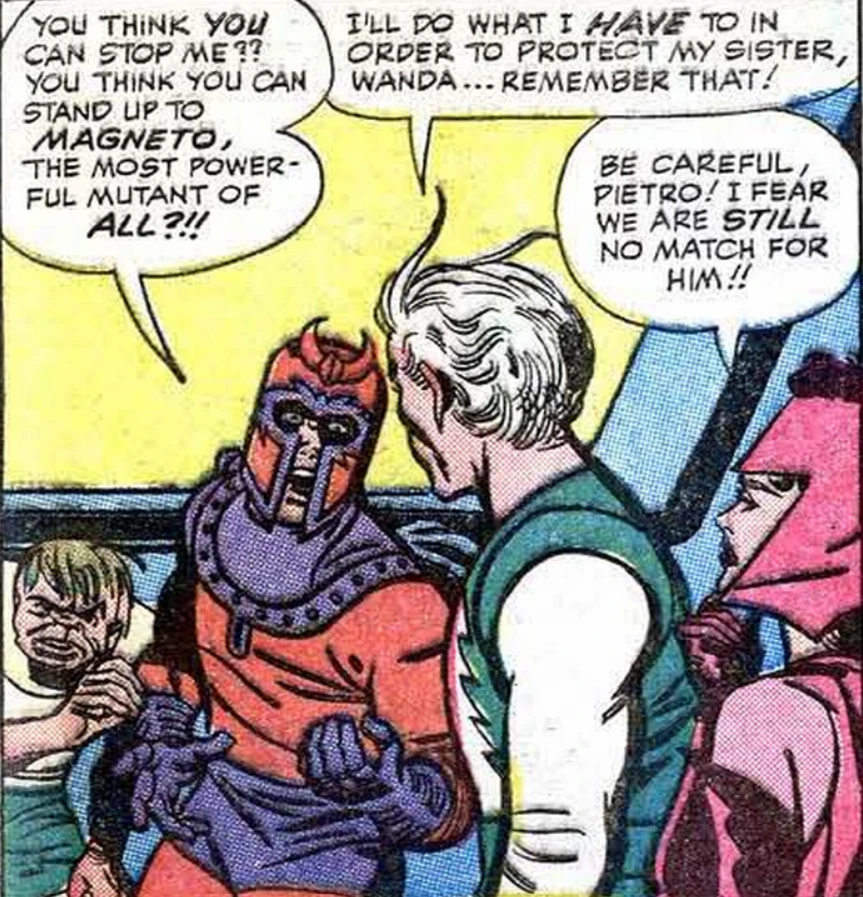 YOU THINK YOU
CAN STOP ME??
YOU THINK YOU CAN
STAND UP TO
MAGNETO,
THE MOST POWER-
FUL MUTANT OF
ALL?!!
I'LL DO WHAT I HAVE TO IN
ORDER TO PROTECT MY SISTER,
WANDA... REMEMBER THAT!
BE CAREFUL,
PIETRO! I FEAR
WE ARE STILL
NO MATCH FOR
HIM!!